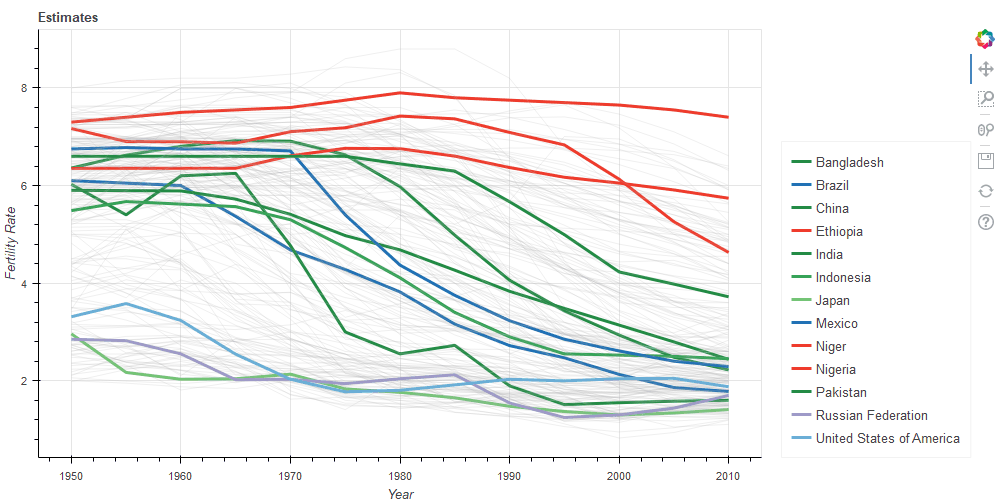 Estimates
8
6
4
2
Fertility Rate
1950 1960 1970 1980 1990 2000 2010
Year
Bangladesh
Brazil
China
Ethiopia
India
Indonesia
Japan
Mexico
Niger
Nigeria
Pakistan
Russian Federation
United States of America